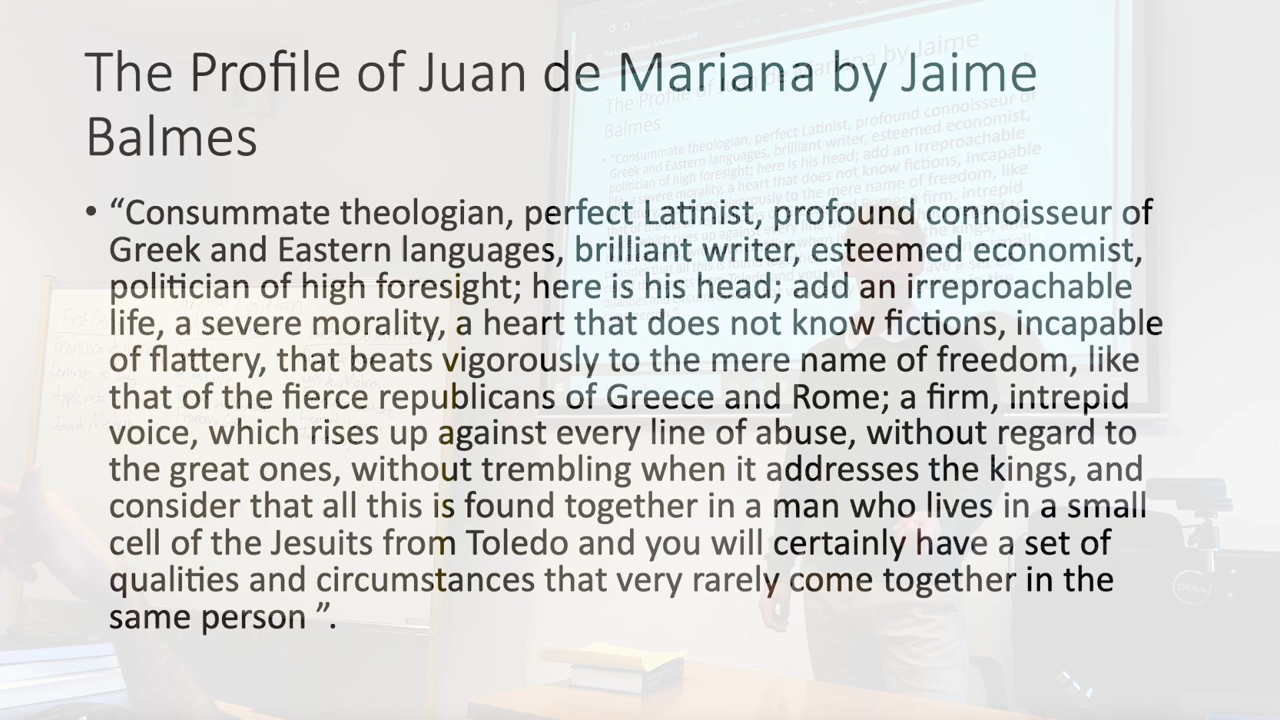 The Profile of Juan de Mariana by Jaime
Balmes
• “Consummate theologian, perfect Latinist, profound connoisseur of
Greek and Eastern languages, brilliant writer, esteemed economist,
politician of high foresight; here is his head; add an irreproachable
life, a severe morality, a heart that does not know fictions, incapable
of flattery, that beats vigorously to the mere name of freedom, like
that of the fierce republicans of Greece and Rome; a firm, intrepid
voice, which rises up against every line of abuse, without regard to
the great ones, without trembling when it addresses the kings, and
consider that all this is found together in a man who lives in a small
cell of the Jesuits from Toledo and you will certainly have a set of
qualities and circumstances that very rarely come together in the
same person ”.
DELL